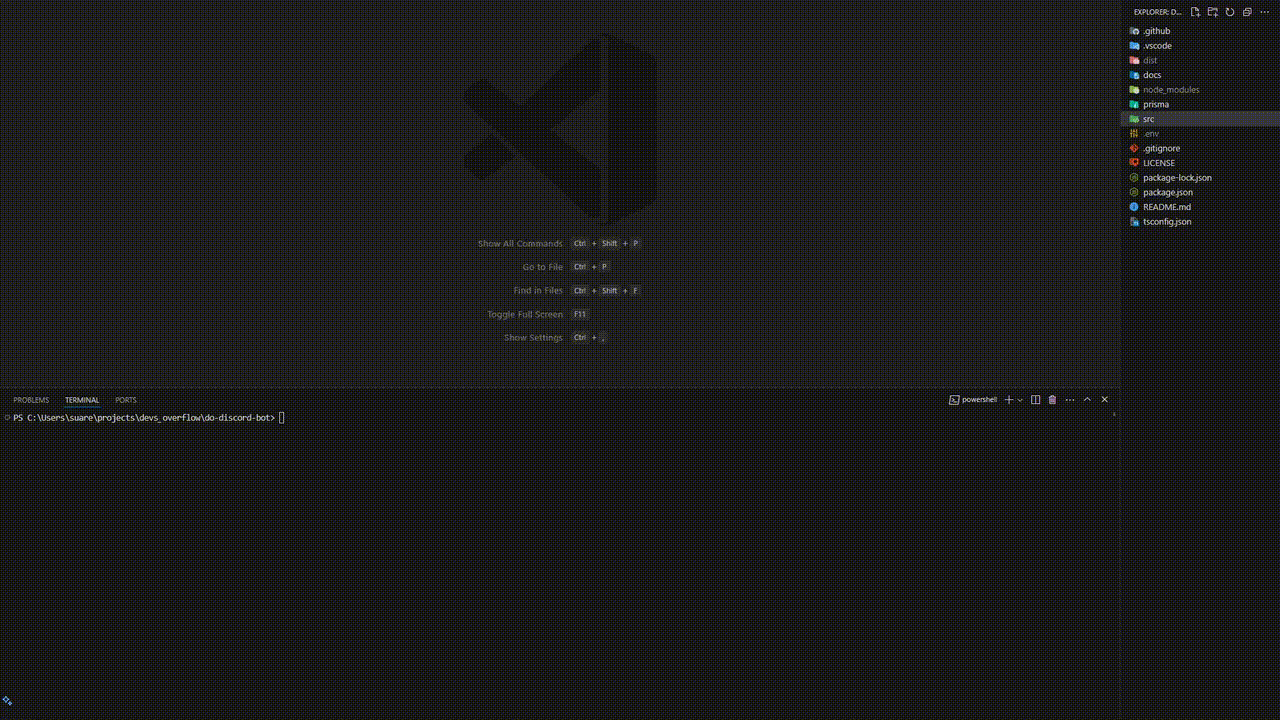 EXPLORER: D...
.github
.vscode
dist
docs
node_modules
prisma
src
.env
.gitignore
LICENSE
package-lock.json
package.json
README.md
tsconfig.json
Show All Commands Ctrl + Shift + P
Go to File Ctrl + P
Find in Files Ctrl + Shift + F
Toggle Full Screen F11
Show Settings Ctrl + ,
PROBLEMS TERMINAL PORTS
powershell
PS C:\Users\suare\projects\devs_overflow\do-discord-bot>